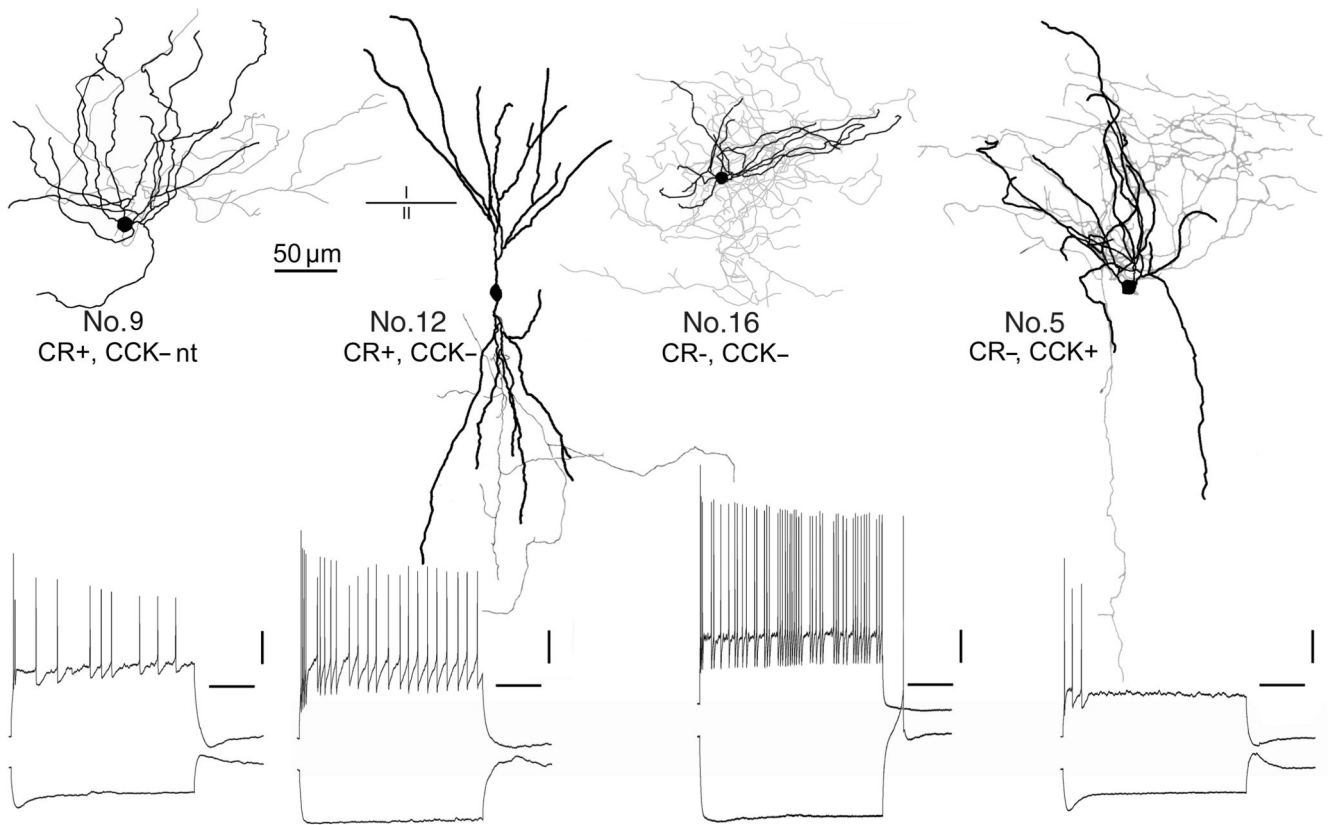 I
II
50 µm
No.9
CR+, CCK– nt
No.12
CR+, CCK–
No.16
CR-, CCK–
No.5
CR–, CCK+